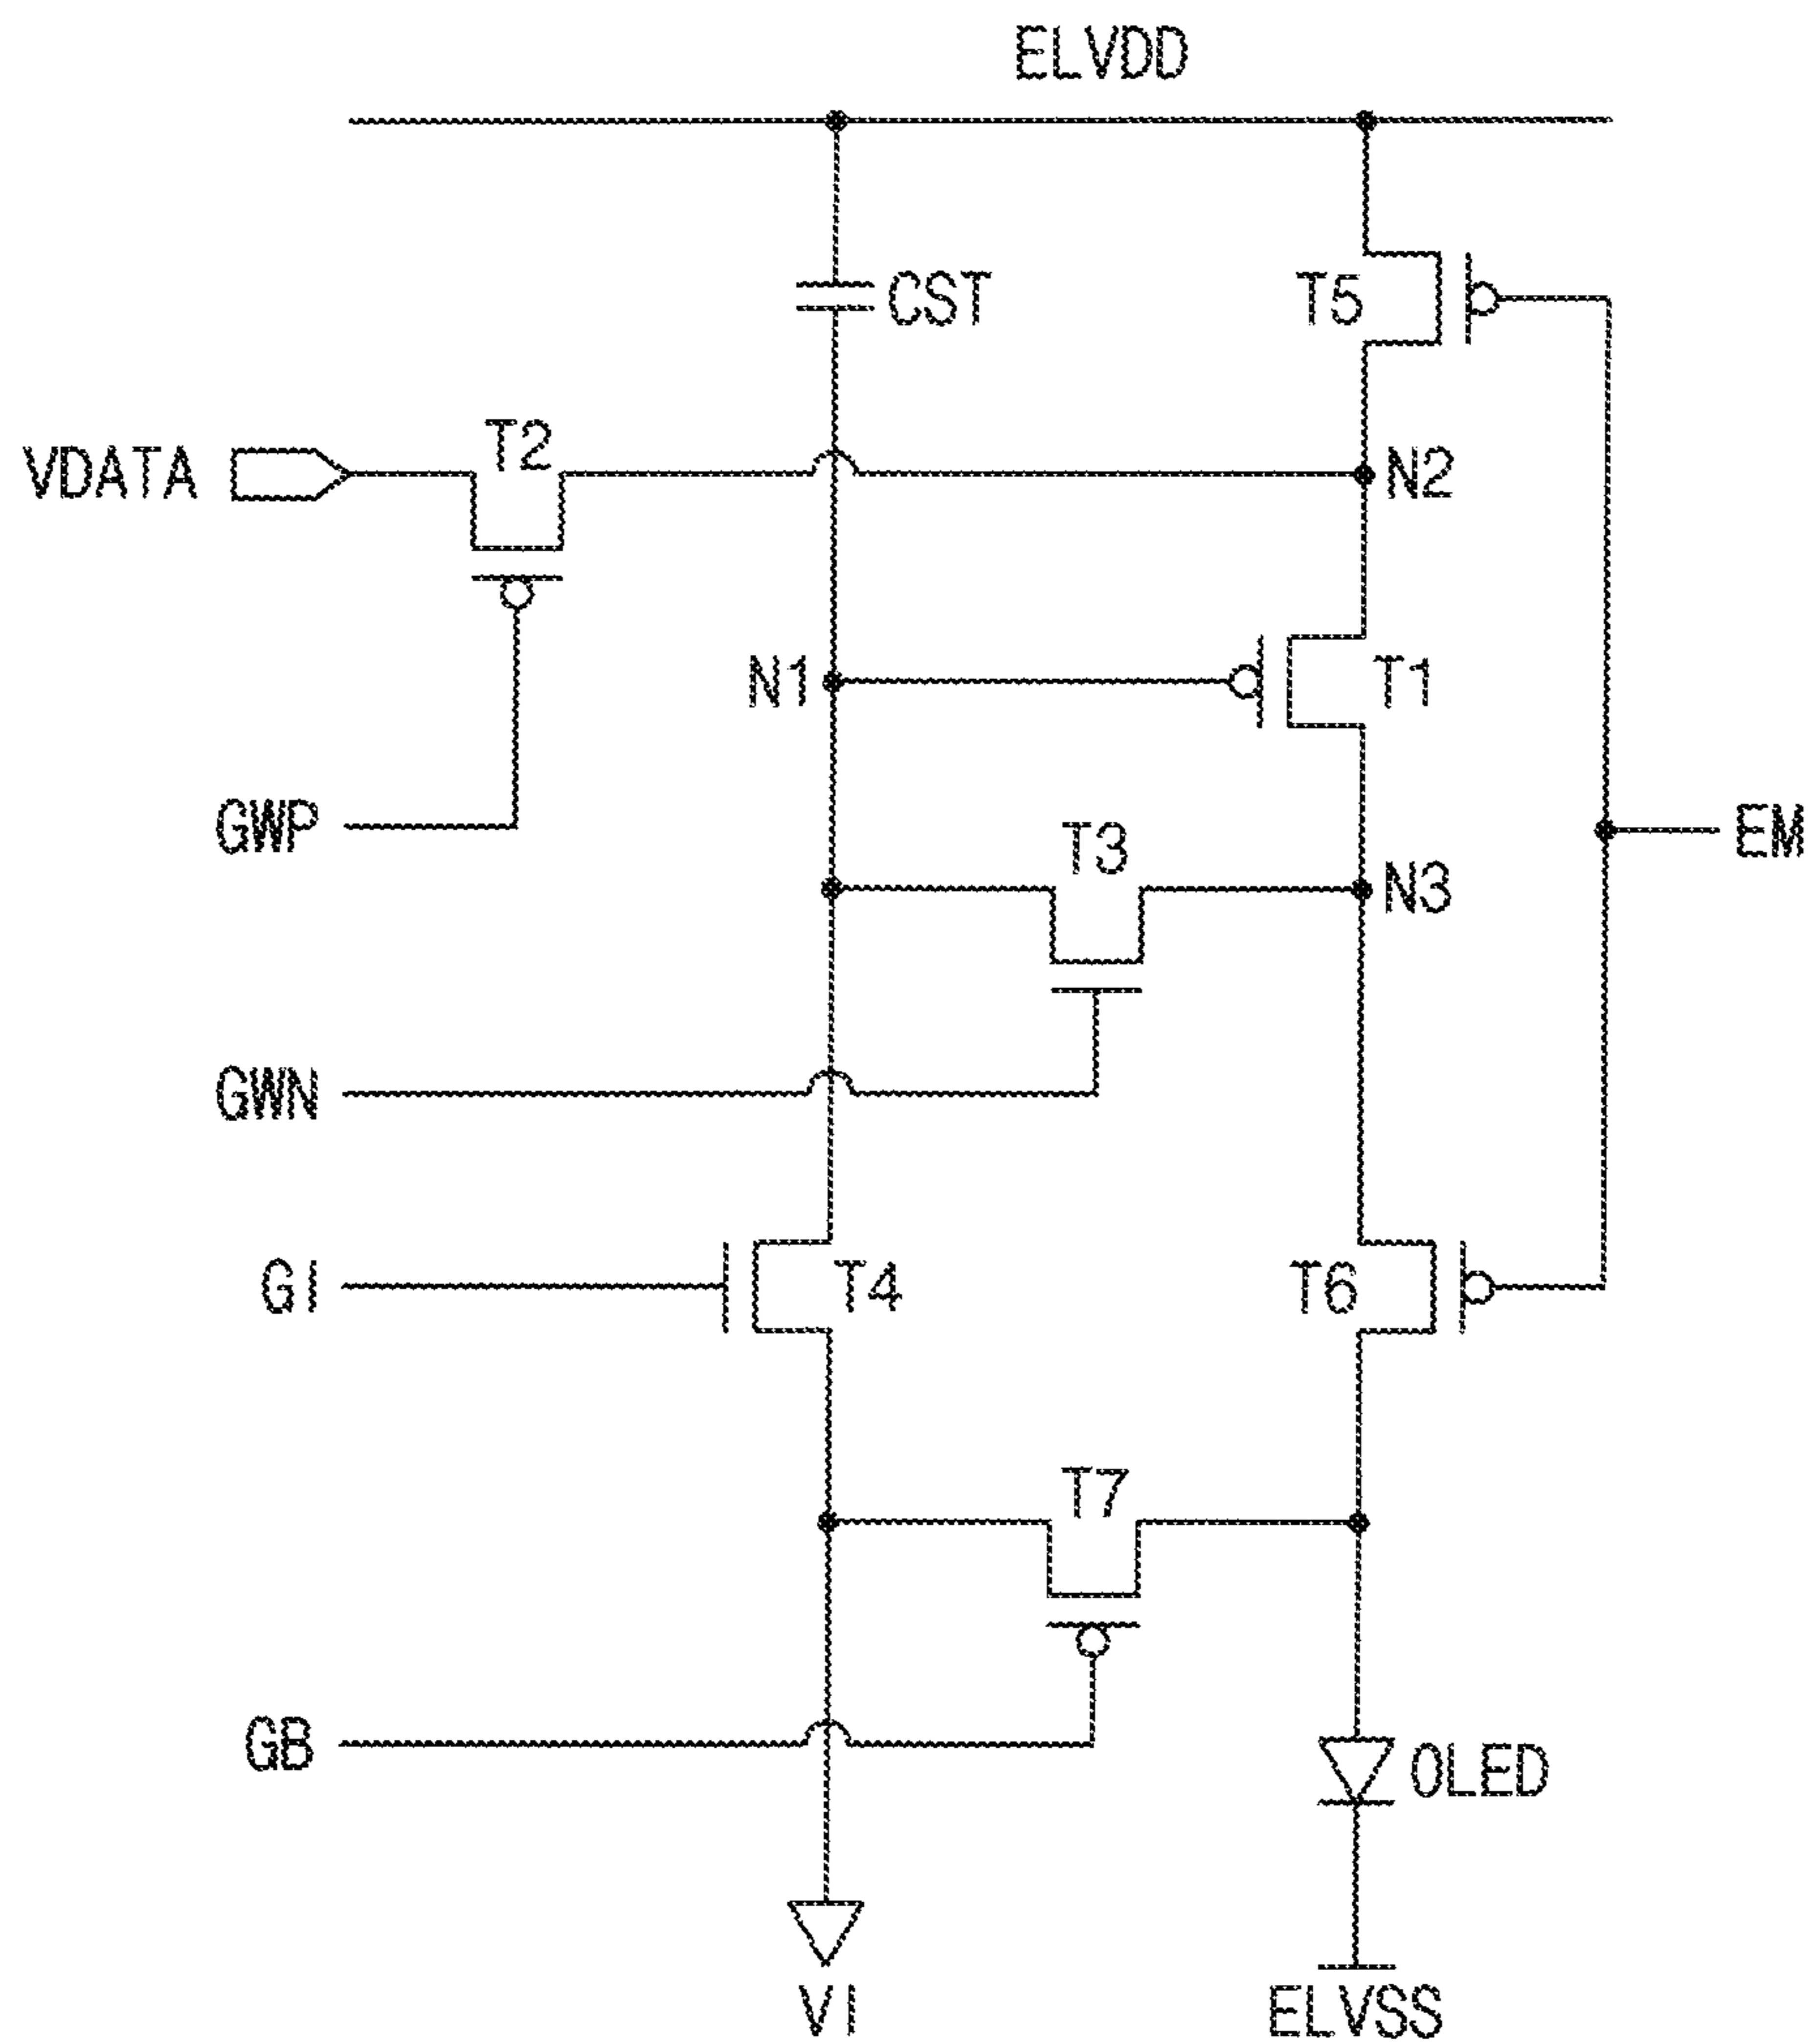 ELVDD
CST
T5
T2
VDATA
N2
N1
T1
GWP
T3
EM
N3
GWN
GI
T4
T6
T7
GB
OLED
VI
ELVSS